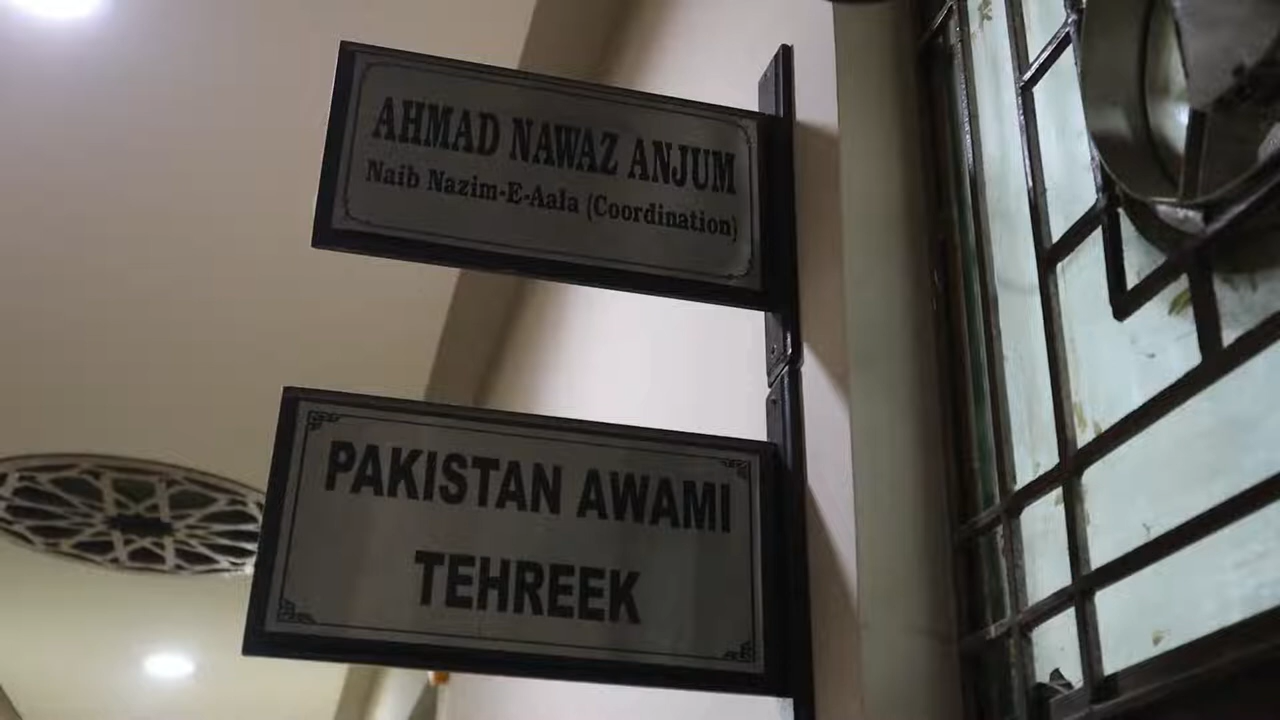 AHMAD NAWAZ ANJUM
Naib Nazim-E-Aala (Coordination)
PAKISTAN AWAMI
TEHREEK